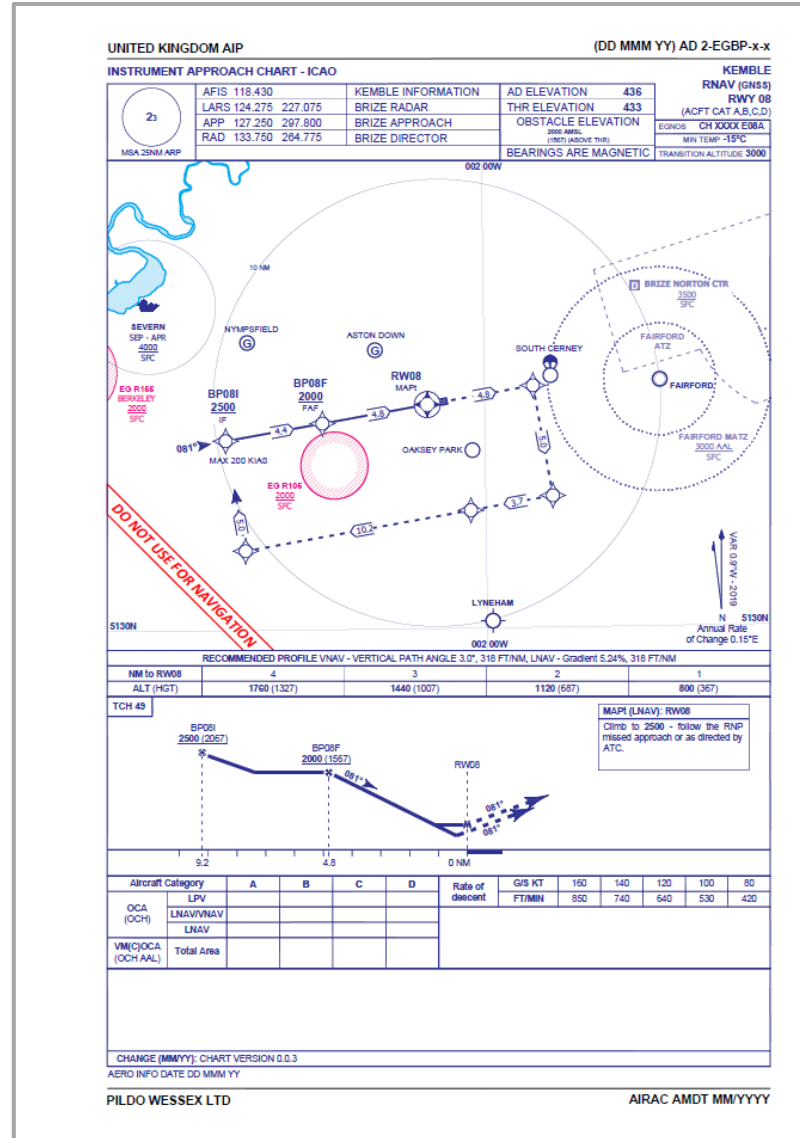 UNITED KINGDOM AIP (DD MMM YY) AD 2-EGBP-x-x
INSTRUMENT APPROACH CHART - ICAO
KEMBLE
RNAV (GNSS)
RWY 08
(ACFT CAT A,B,C,D)
EGNOS CH XXXX E08A
MIN TEMP -15°C
TRANSITION ALTITUDE 3000
23
MSA 25NM ARP
AFIS 118.430 KEMBLE INFORMATION
LARS 124.275 227.075 BRIZE RADAR
APP 127.250 297.800 BRIZE APPROACH
RAD 133.750 264.775 BRIZE DIRECTOR
AD ELEVATION 436
THR ELEVATION 433
OBSTACLE ELEVATION
2000 AMSL
(1567) (ABOVE THR)
BEARINGS ARE MAGNETIC
002 00W
10 NM
D BRIZE NORTON CTR
3500
SFC
SEVERN
SEP - APR
4000
SFC
NYMPSFIELD
G
ASTON DOWN
G
SOUTH CERNEY
FAIRFORD
ATZ
FAIRFORD
EG R155
BERKELEY
2000
SFC
BP08I
2500
IF
BP08F
2000
FAF
RW08
MAPt
4.4
4.8
4.8
081°
MAX 200 KIAS
OAKSEY PARK
5.0
FAIRFORD MATZ
3000 AAL
SFC
EG R105
2000
SFC
5.0
10.2
3.7
DO NOT USE FOR NAVIGATION
LYNEHAM
VAR 0.9°W - 2019
N
Annual Rate
of Change 0.15°E
5130N
5130N
002 00W
RECOMMENDED PROFILE VNAV - VERTICAL PATH ANGLE 3.0°, 318 FT/NM, LNAV - Gradient 5.24%, 318 FT/NM
NM to RW08 4 3 2 1
ALT (HGT) 1760 (1327) 1440 (1007) 1120 (687) 800 (367)
TCH 49
MAPt (LNAV): RW08
Climb to 2500 - follow the RNP
missed approach or as directed by
ATC.
BP08I
2500 (2067)
BP08F
2000 (1567)
RW08
081°
081°
081°
9.2 4.8 0 NM
Aircraft Category A B C D
OCA
(OCH)
LPV
LNAV/VNAV
LNAV
VM(C)OCA
(OCH AAL)
Total Area
Rate of
descent
G/S KT 160 140 120 100 80
FT/MIN 850 740 640 530 420
CHANGE (MM/YY): CHART VERSION 0.0.3
AERO INFO DATE DD MMM YY
PILDO WESSEX LTD AIRAC AMDT MM/YYYY